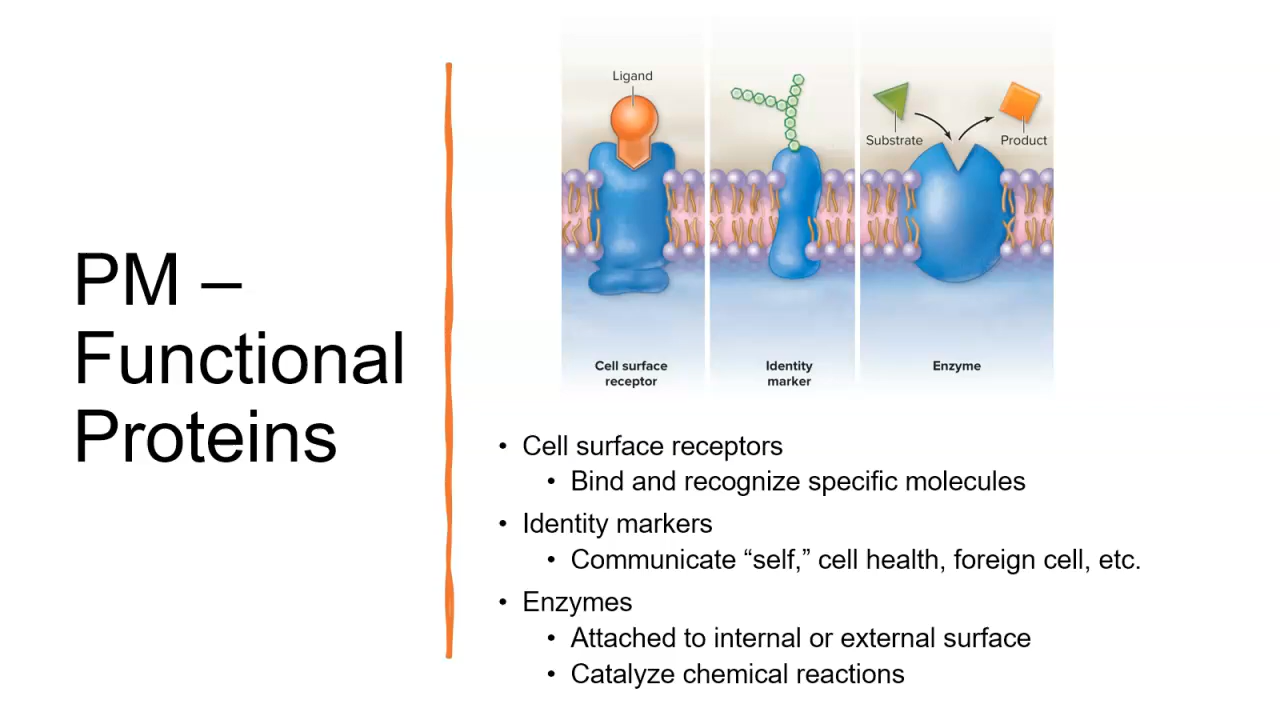 PM –
Functional
Proteins
Ligand
Substrate
Product
Cell surface
receptor
Identity
marker
Enzyme
• Cell surface receptors
• Bind and recognize specific molecules
• Identity markers
• Communicate “self,” cell health, foreign cell, etc.
• Enzymes
• Attached to internal or external surface
• Catalyze chemical reactions